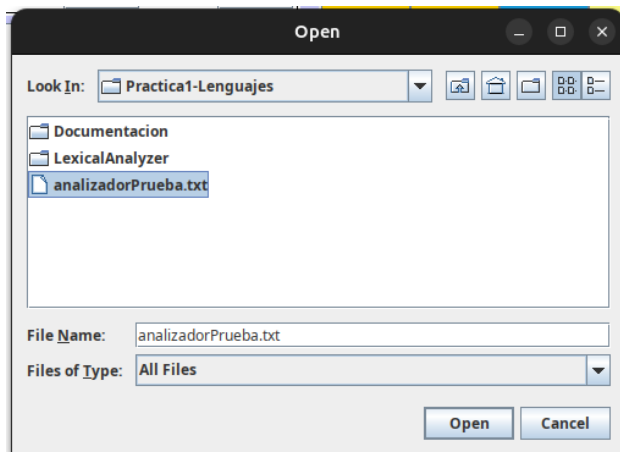 Open
Look In: Practica1-Lenguajes
Documentacion
LexicalAnalyzer
analizadorPrueba.txt
File Name: analizadorPrueba.txt
Files of Type: All Files
Open Cancel